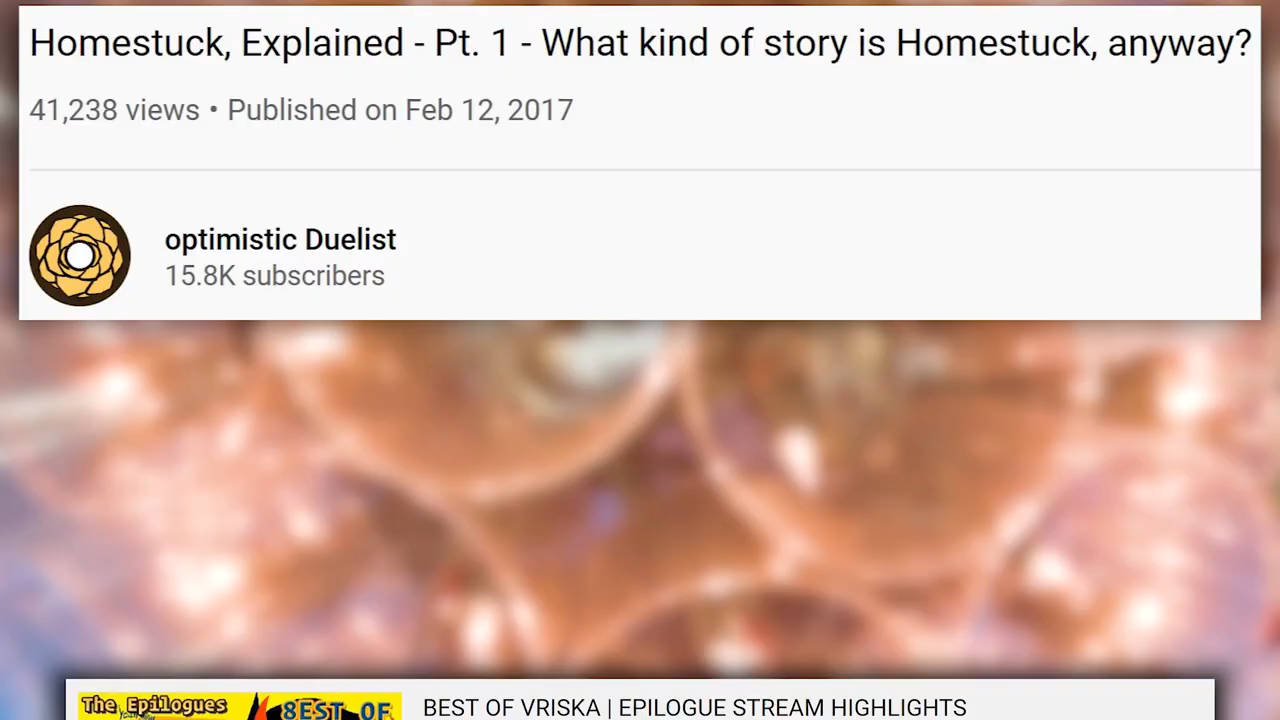 Homestuck, Explained - Pt. 1 - What kind of story is Homestuck, anyway?
41,238 views • Published on Feb 12, 2017
optimistic Duelist
15.8K subscribers
The Epilogues
8EST OF
BEST OF VRISKA | EPILOGUE STREAM HIGHLIGHTS